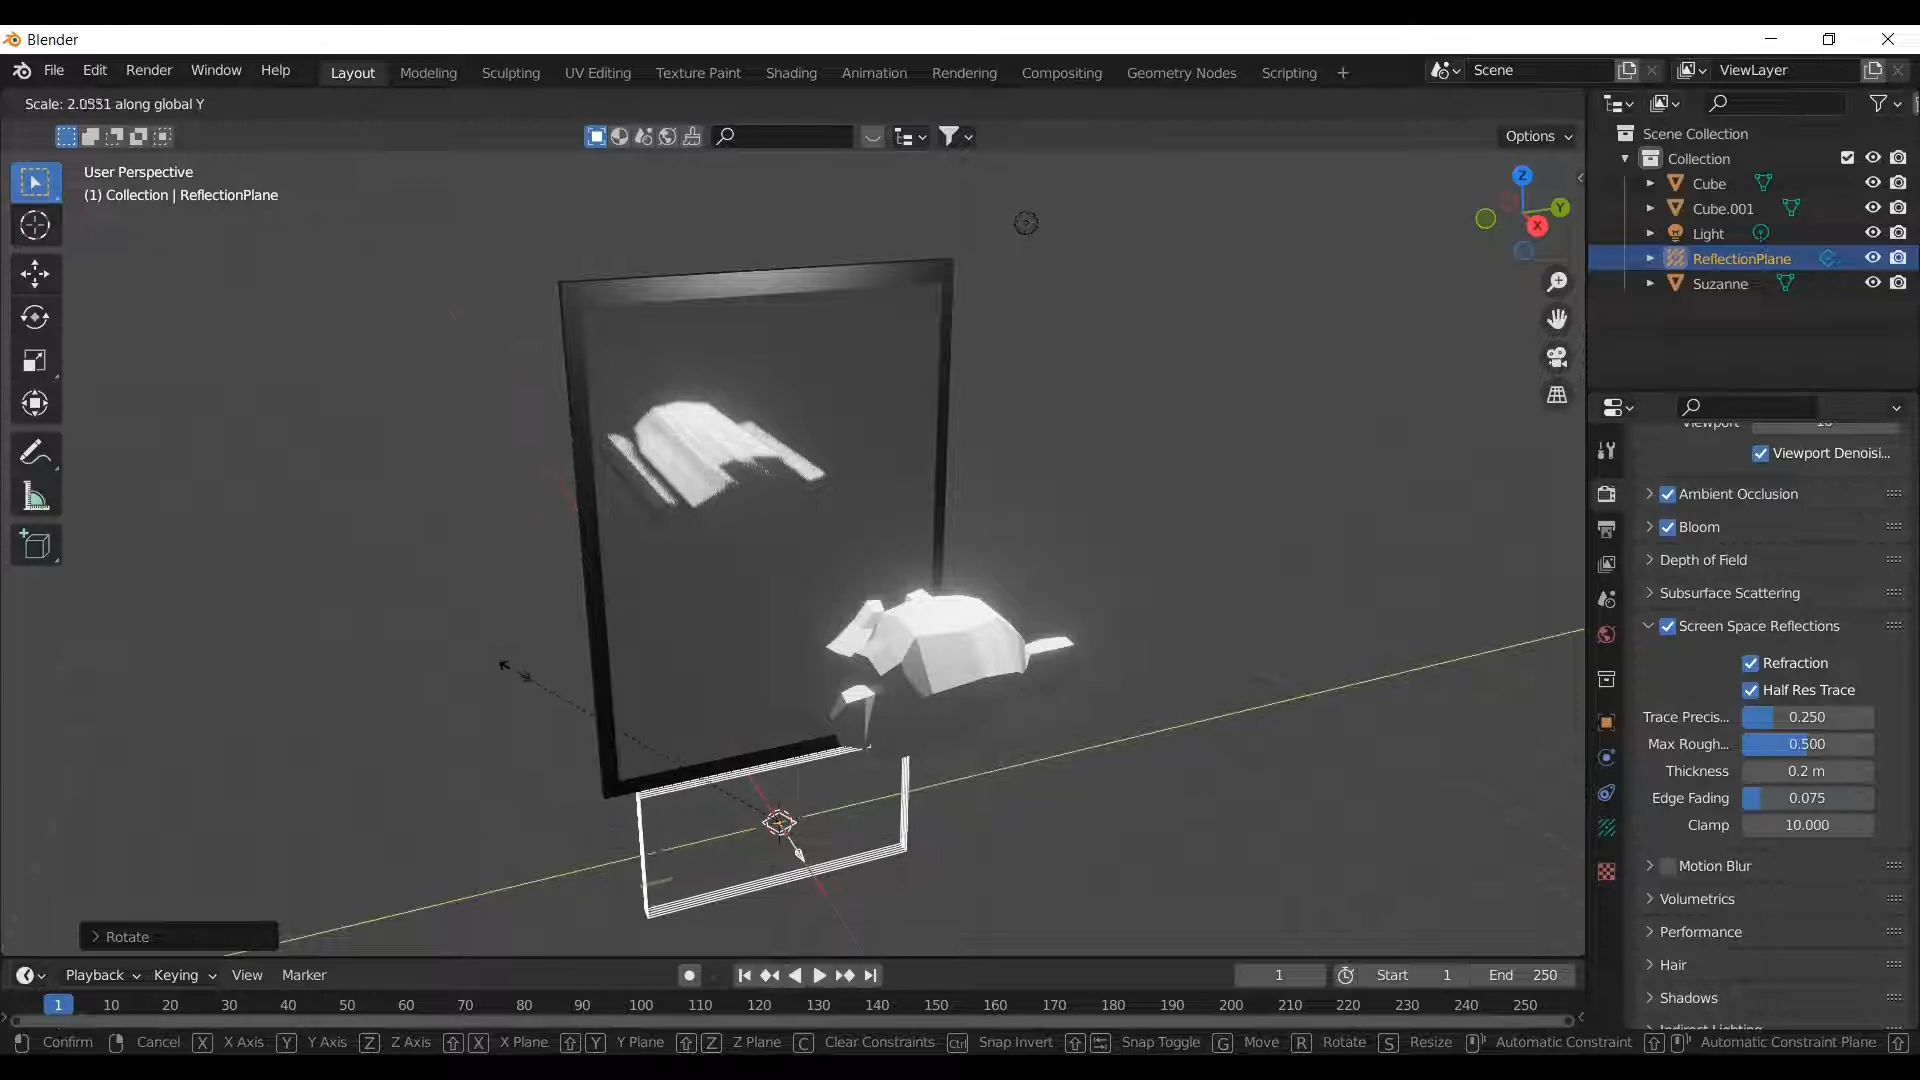 Blender
File Edit Render Window Help Layout Modeling Sculpting UV Editing Texture Paint Shading Animation Rendering Compositing Geometry Nodes Scripting + Scene ViewLayer
along global Y
Options
User Perspective
(1) Collection | ReflectionPlane
Z
Y
X
Scene Collection
Collection
Cube
Cube.001
Light
ReflectionPlane
Suzanne
Viewport
Viewport Denoisi...
Ambient Occlusion
Bloom
Depth of Field
Subsurface Scattering
Screen Space Reflections
Refraction
Half Res Trace
Trace Precis... 0.250
Max Rough... 0.500
Thickness 0.2 m
Edge Fading 0.075
Clamp 10.000
Motion Blur
Volumetrics
Performance
Hair
Shadows
Indirect Lighting
Rotate
Playback Keying View Marker 1 Start 1 End 250
1 10 20 30 40 50 60 70 80 90 100 110 120 130 140 150 160 170 180 190 200 210 220 230 240 250
Confirm Cancel X X Axis Y Y Axis Z Z Axis X X Plane Y Y Plane Z Z Plane C Clear Constraints Ctrl Snap Invert Snap Toggle G Move R Rotate S Resize Automatic Constraint Automatic Constraint Plane